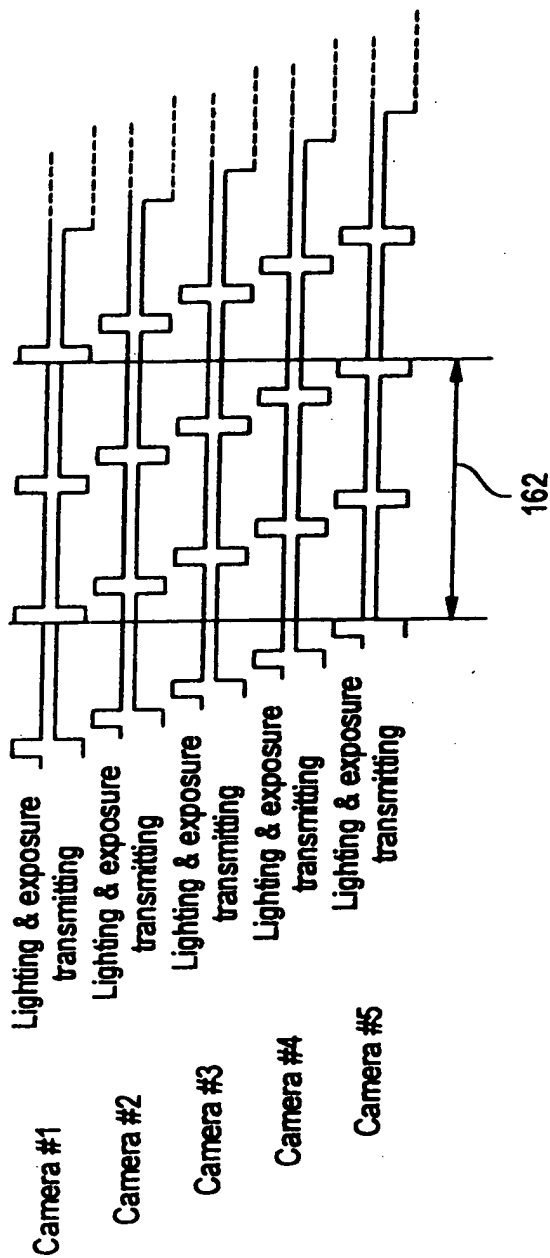 Camera #1
Lighting & exposure
transmitting
Camera #2
Lighting & exposure
transmitting
Camera #3
Lighting & exposure
transmitting
Camera #4
Lighting & exposure
transmitting
Camera #5
Lighting & exposure
transmitting
162